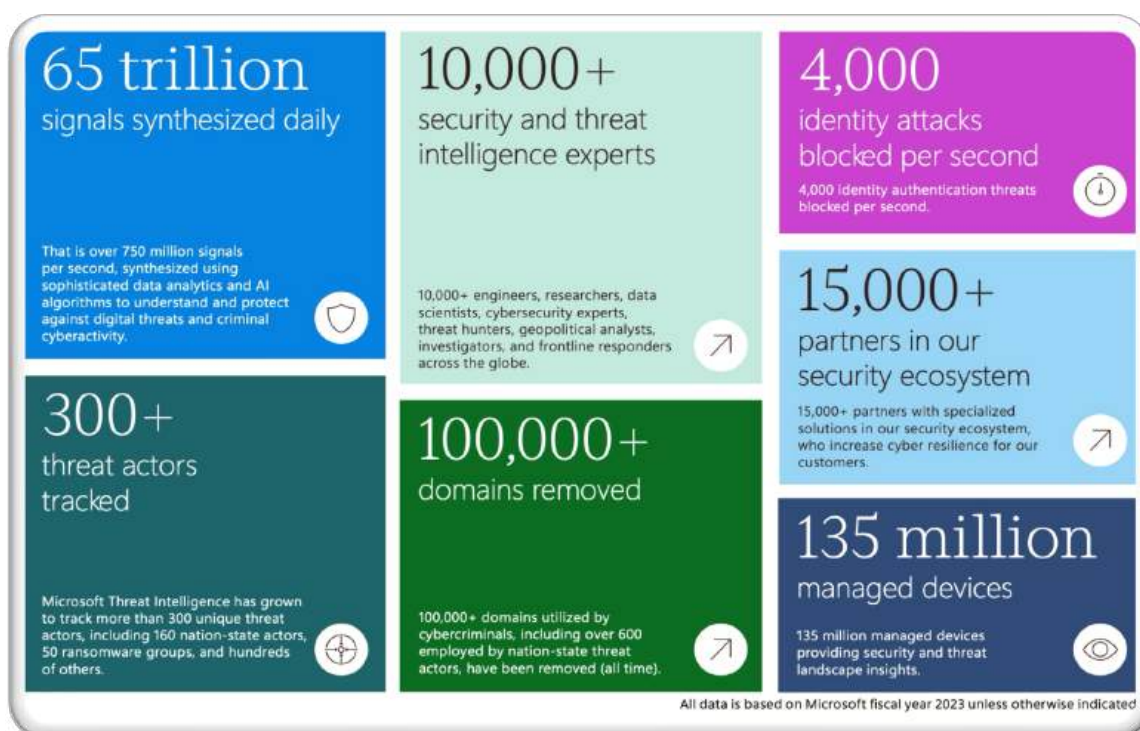 65 trillion
signals synthesized daily
That is over 750 million signals
per second, synthesized using
sophisticated data analytics and AI
algorithms to understand and protect
against digital threats and criminal
cyberactivity.
300+
threat actors
tracked
Microsoft Threat Intelligence has grown
to track more than 300 unique threat
actors, including 160 nation-state actors,
50 ransomware groups, and hundreds
of others.
10,000+
security and threat
intelligence experts
10,000+ engineers, researchers, data
scientists, cybersecurity experts,
threat hunters, geopolitical analysts,
investigators, and frontline responders
across the globe.
100,000+
domains removed
100,000+ domains utilized by
cybercriminals, including over 600
employed by nation-state threat
actors, have been removed (all time).
4,000
identity attacks
blocked per second
4,000 identity authentication threats
blocked per second.
15,000+
partners in our
security ecosystem
15,000+ partners with specialized
solutions in our security ecosystem,
who increase cyber resilience for our
customers.
135 million
managed devices
135 million managed devices
providing security and threat
landscape insights.
All data is based on Microsoft fiscal year 2023 unless otherwise indicated